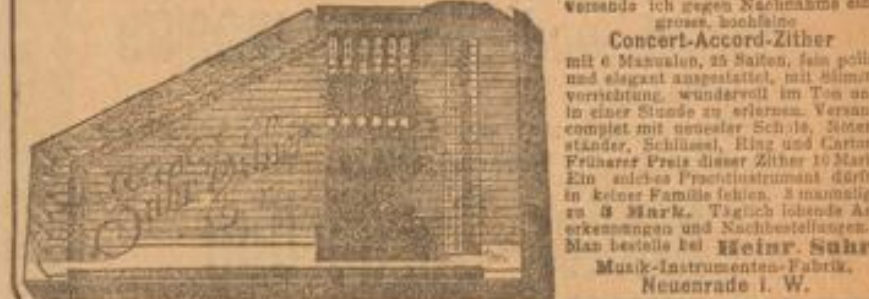 versende ich gegen Nachnahme ein
grosse, hochfeine
Concert-Accord-Zither
mit 6 Manualen, 25 Saiten, fein poli
und elegant ausgestattet, mit Stimm
vorrichtung, wundervoll im Ton un
in einer Stunde zu erlernen. Versan
complet mit neuester Schule, Noten
ständer, Schlüssel, Ring und Carton
Früherer Preis dieser Zither 10 Mark
Ein solches Prachtinstrument dürft
in keiner Familie fehlen. 3 manualig
zu 8 Mark. Täglich lobende An
erkennungen und Nachbestellungen.
Man bestelle bei Heinr. Suhr
Musik-Instrumenten-Fabrik,
Neuenrade i. W.